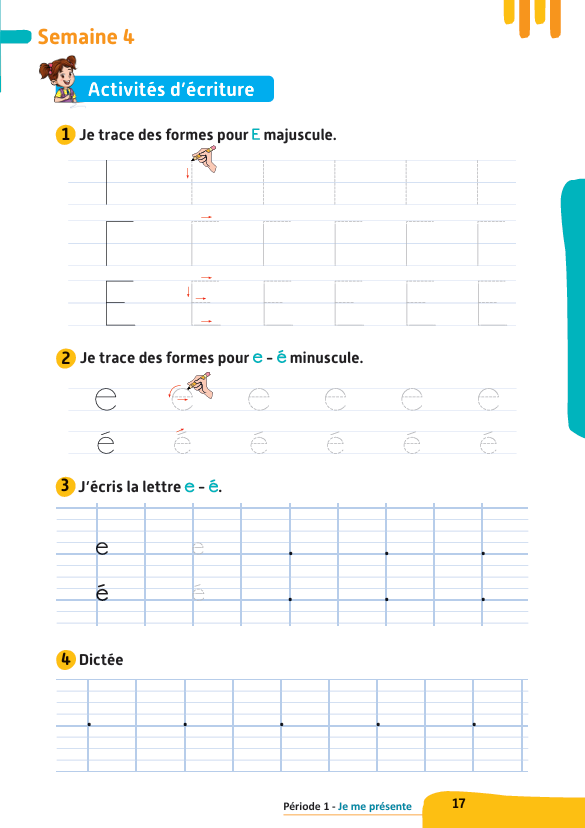 Semaine 4
Activités d'écriture
1 Je trace des formes pour E majuscule.
E E E E E E
2 Je trace des formes pour e - é minuscule.
e e e e e e
é é é é é é
3 J'écris la lettre e - é.
e e
é é
4 Dictée
Période 1 - Je me présente 17